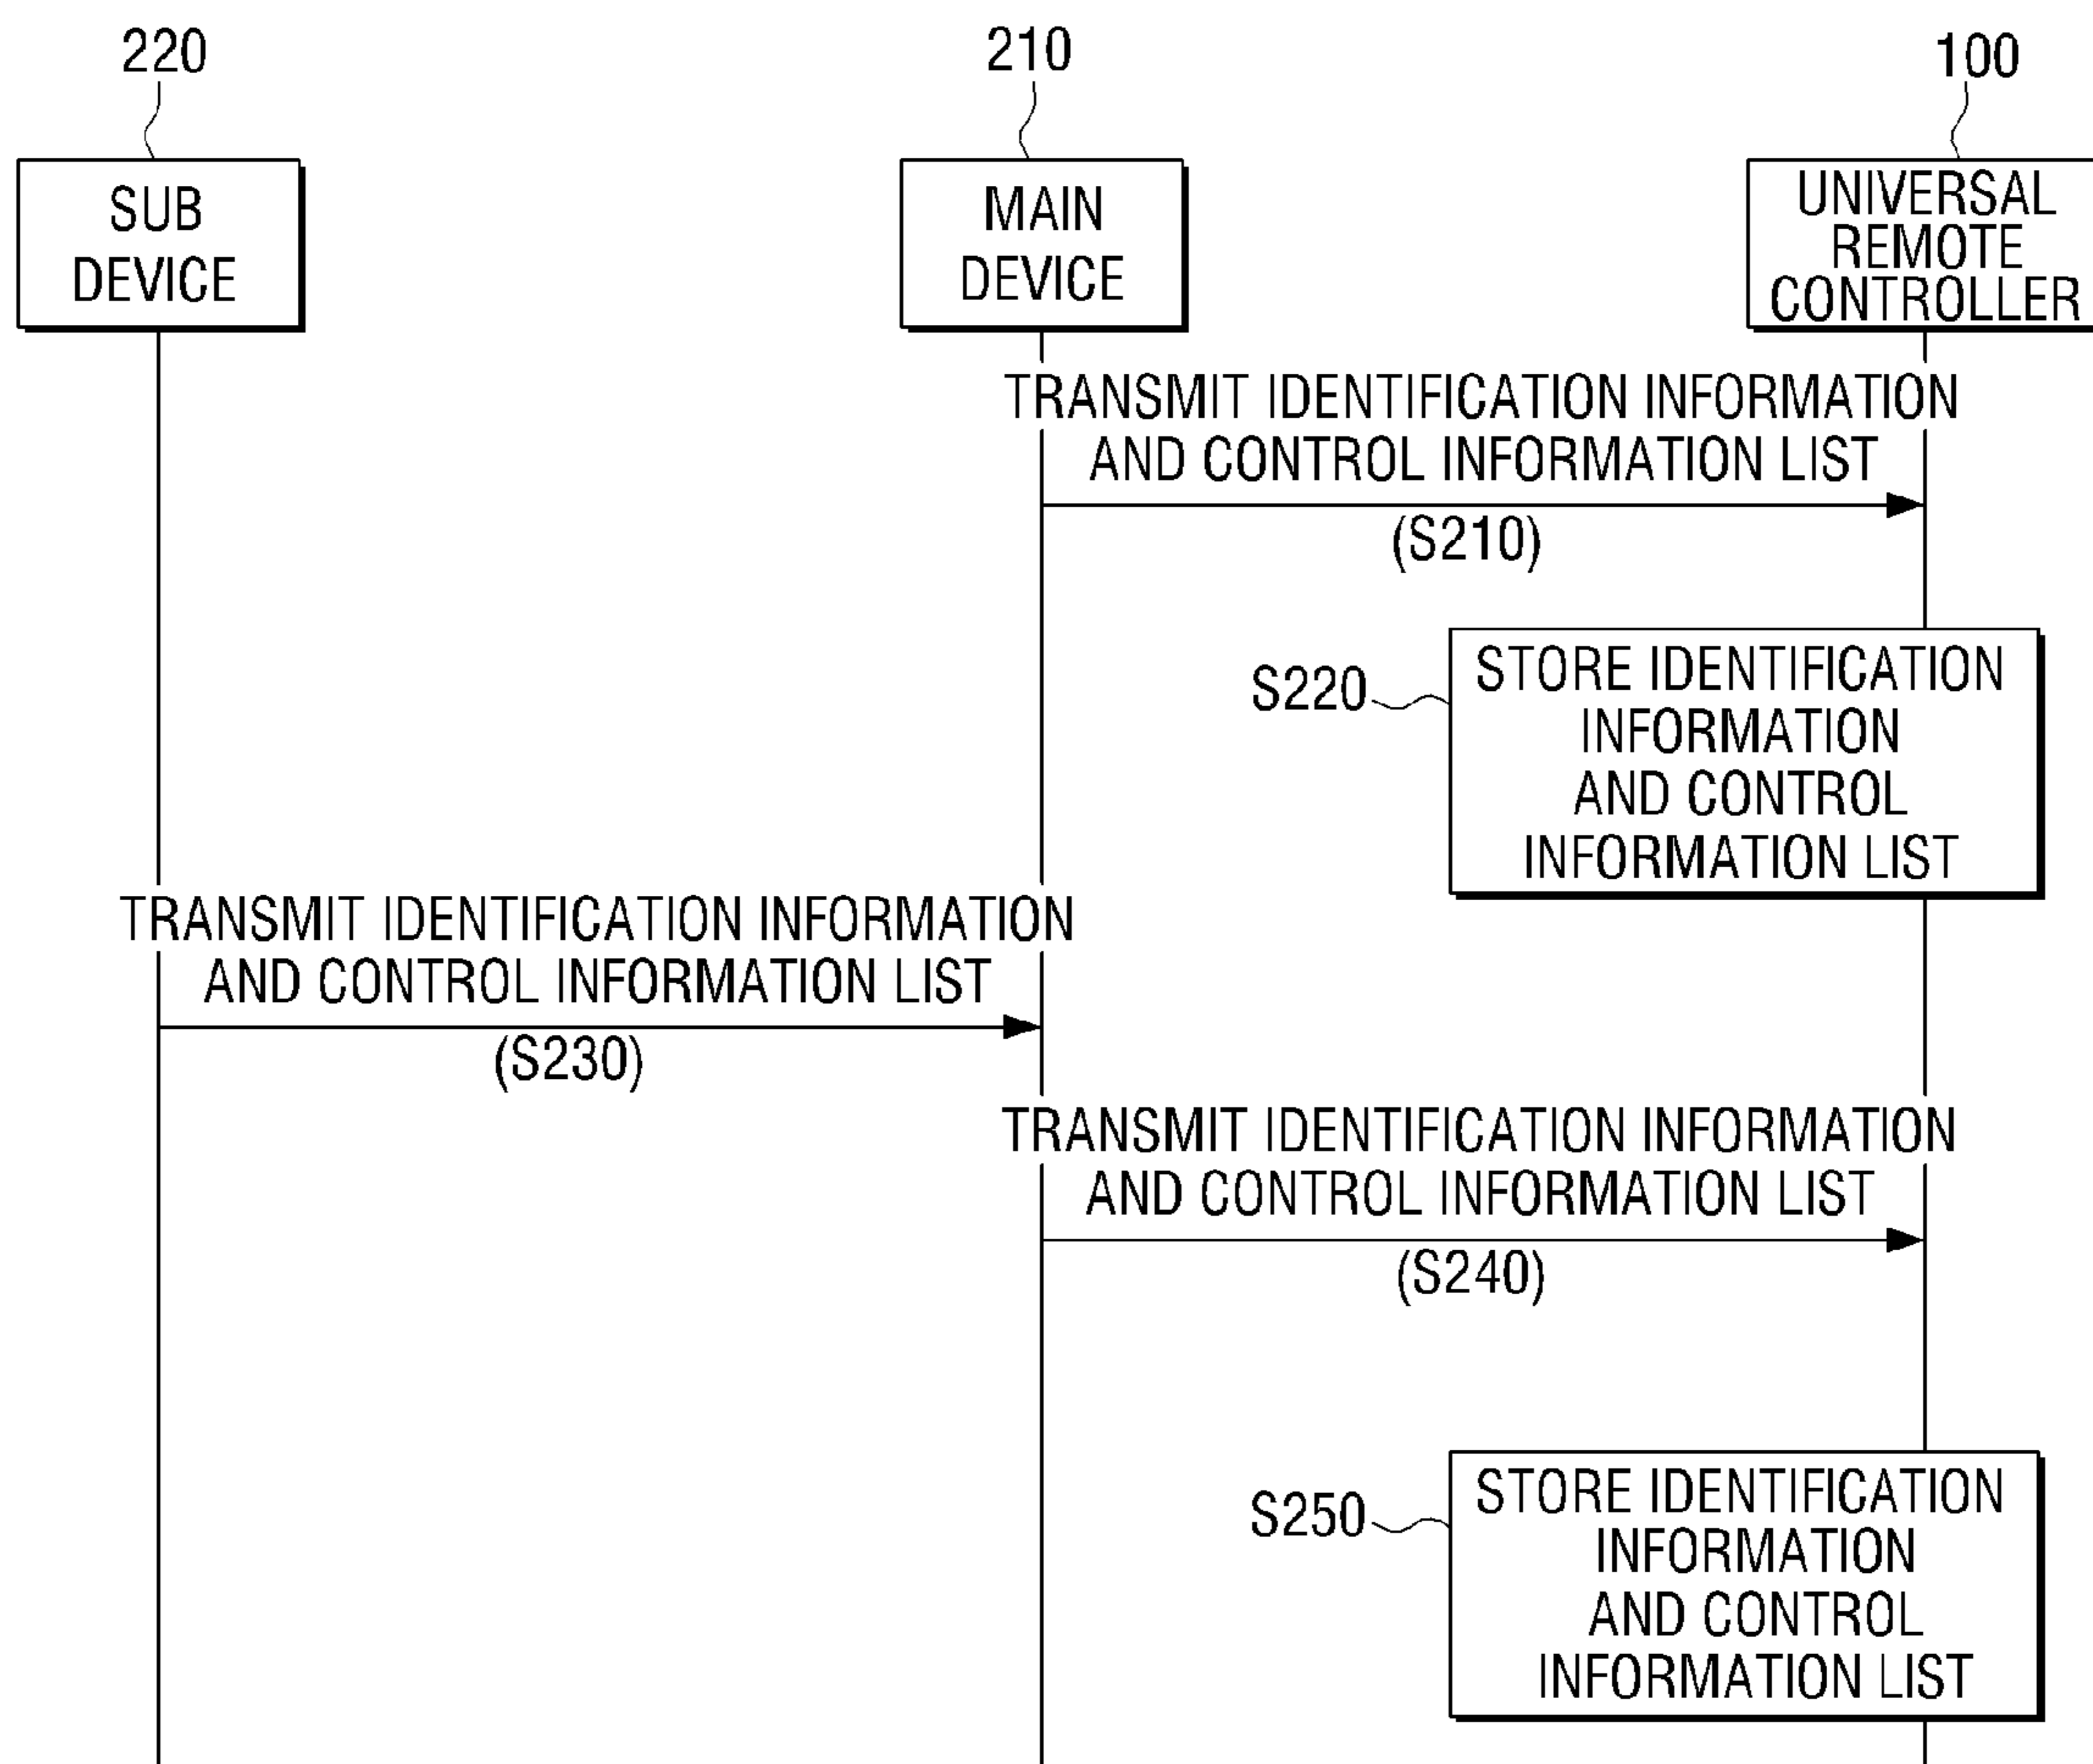 220
210
100
SUB
DEVICE
MAIN
DEVICE
UNIVERSAL
REMOTE
CONTROLLER
TRANSMIT IDENTIFICATION INFORMATION
AND CONTROL INFORMATION LIST
(S210)
S220
STORE IDENTIFICATION
INFORMATION
AND CONTROL
INFORMATION LIST
TRANSMIT IDENTIFICATION INFORMATION
AND CONTROL INFORMATION LIST
(S230)
TRANSMIT IDENTIFICATION INFORMATION
AND CONTROL INFORMATION LIST
(S240)
S250
STORE IDENTIFICATION
INFORMATION
AND CONTROL
INFORMATION LIST